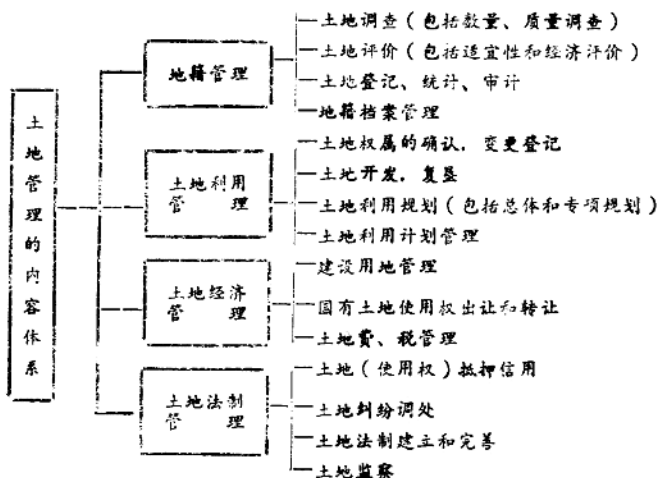 土地管理的内容体系
地籍管理
土地调查（包括数量、质量调查）
土地评价（包括适宜性和经济评价）
土地登记、统计、审计
地籍档案管理
土地利用
管 理
土地权属的确认，变更登记
土地开发，复垦
土地利用规划（包括总体和专项规划）
土地利用计划管理
土地经济
管 理
建设用地管理
国有土地使用权出让和转让
土地费、税管理
土地法制
管 理
土地（使用权）抵押信用
土地纠纷调处
土地法制建立和完善
土地监察